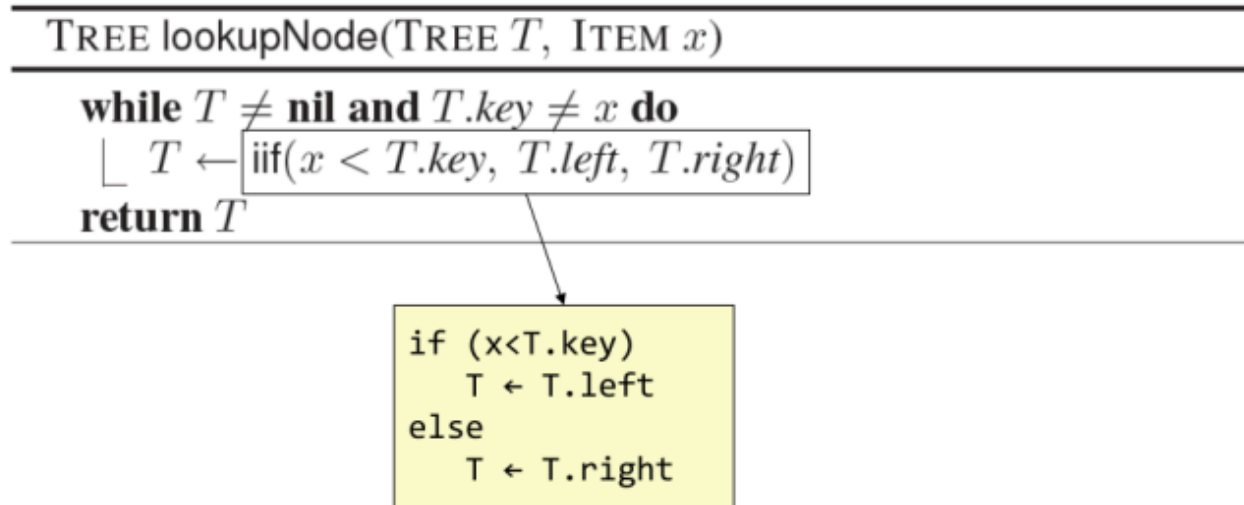 TREE lookupNode(TREE T, ITEM x)
while T ≠ nil and T.key ≠ x do
T ← iif(x < T.key, T.left, T.right)
return T
if (x<T.key)
T ← T.left
else
T ← T.right